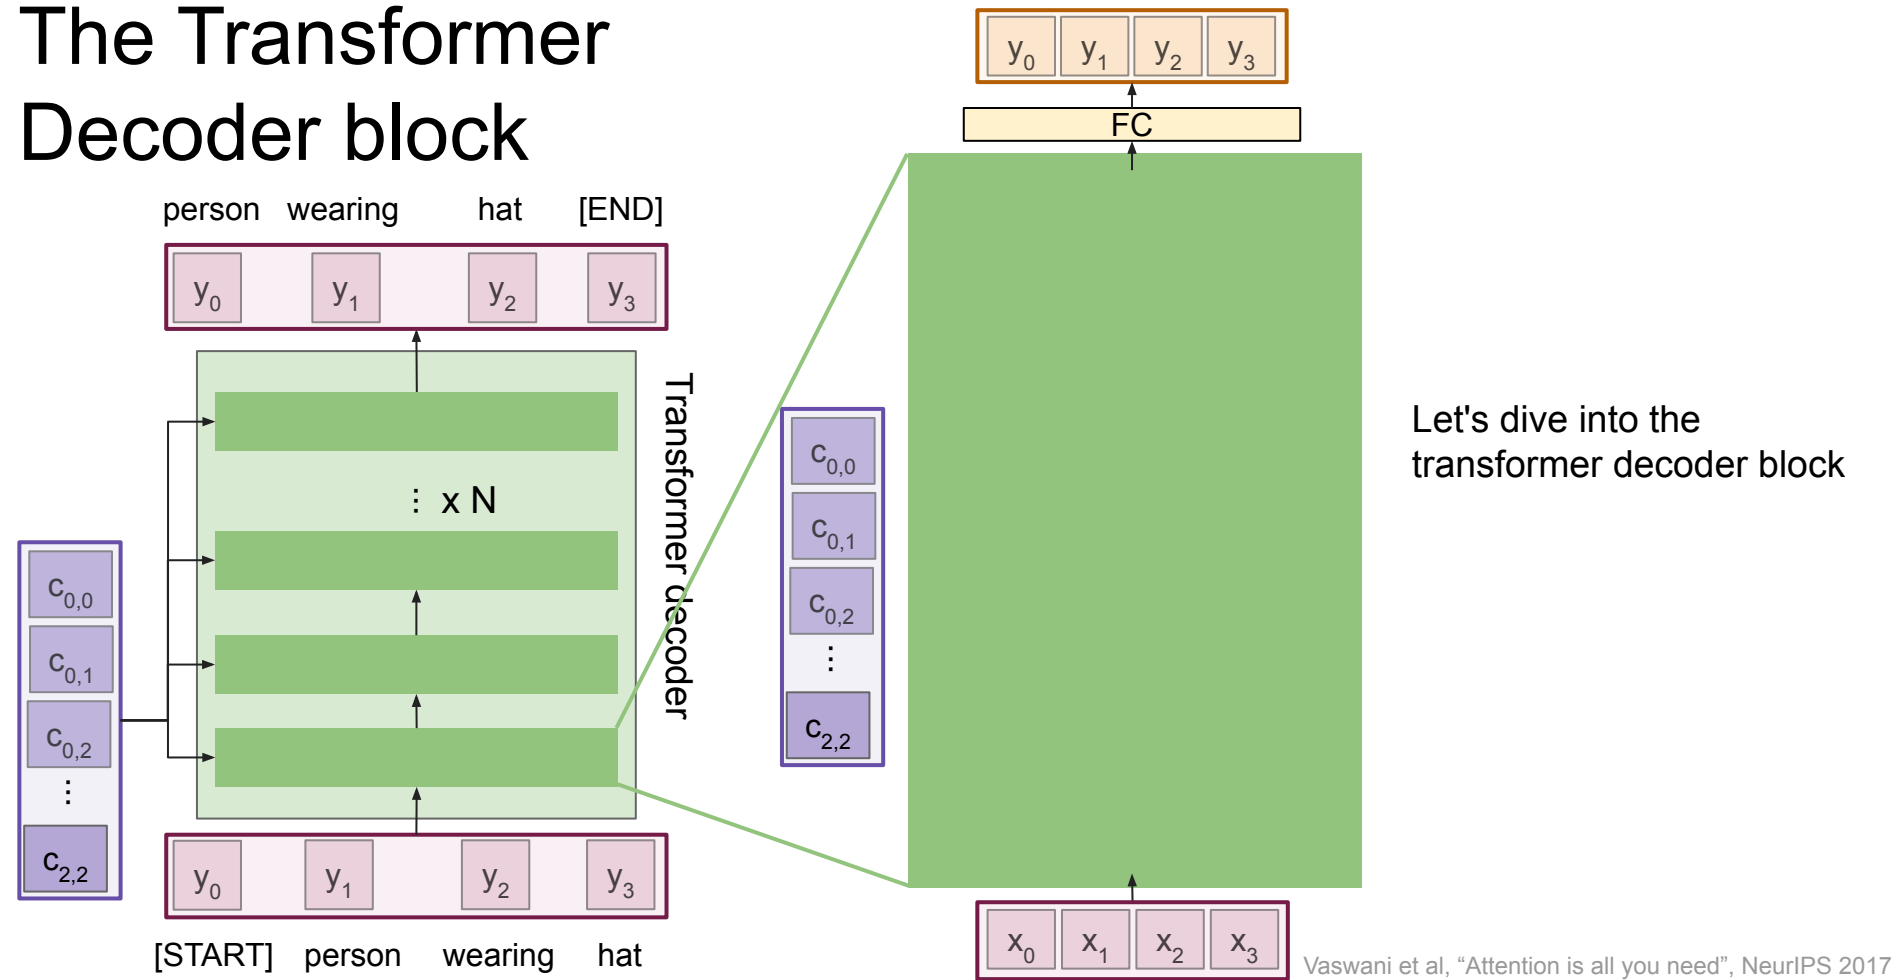 The Transformer
Decoder block
person wearing hat [END]
y0 y1 y2 y3
⋮ x N
Transformer decoder
c0,0
c0,1
c0,2
⋮
c2,2
y0 y1 y2 y3
[START] person wearing hat
y0 y1 y2 y3
FC
c0,0
c0,1
c0,2
⋮
c2,2
x0 x1 x2 x3
Let's dive into the
transformer decoder block
Vaswani et al, “Attention is all you need”, NeurIPS 2017